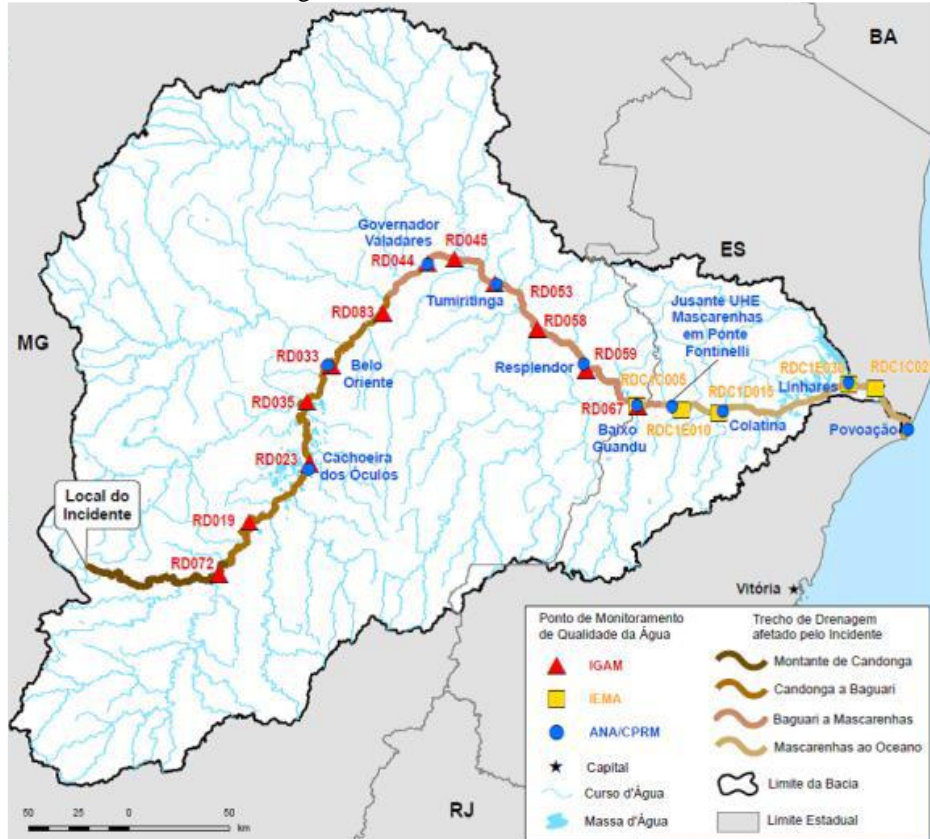 BA
Governador
Valadares
RD045
ES
RD044
Tumiritinga
RD053
Jusante UHE
Mascarenhas
em Ponte
Fontinelli
RD083
RD058
MG
RD033
Belo
Oriente
Resplendor
RD059
RDC1C005
RDC1D015
RDC1E030
Linhares
RDC1C02
RD035
RD067
Baixo
Guandu
RDC1E010
Colatina
Povoação
RD023
Cachoeira
dos Óculos
Local do
Incidente
RD019
RD072
Vitória
Ponto de Monitoramento
de Qualidade da Água
IGAM
IEMA
ANA/CPRM
Capital
Curso d'Água
Massa d'Água
Trecho de Drenagem
afetado pelo Incidente
Montante de Candonga
Candonga a Baguari
Baguari a Mascarenhas
Mascarenhas ao Oceano
Limite da Bacia
Limite Estadual
50 25 0 50
km
RJ